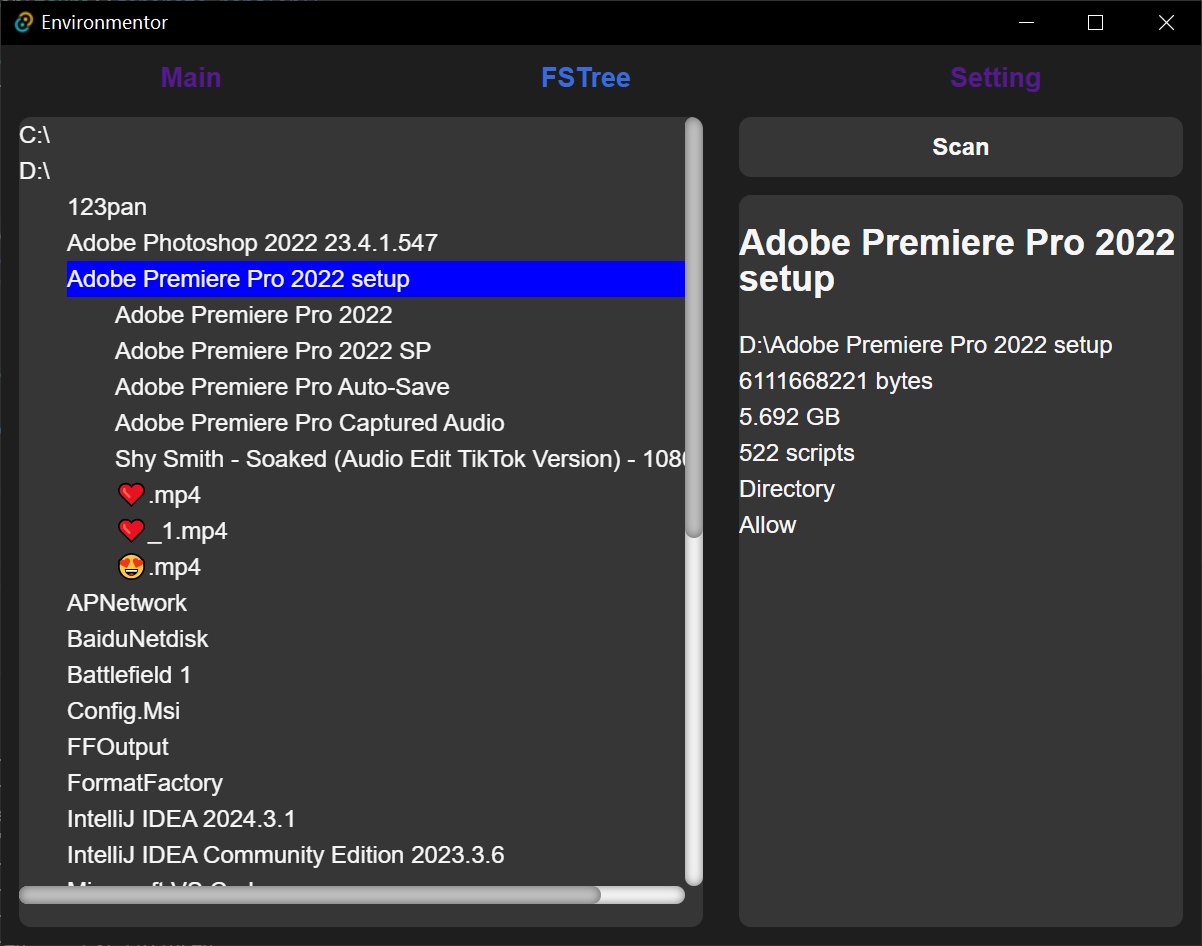 Environmentor
Main
FSTree
Setting
C:\
D:\
123pan
Adobe Photoshop 2022 23.4.1.547
Adobe Premiere Pro 2022 setup
Adobe Premiere Pro 2022
Adobe Premiere Pro 2022 SP
Adobe Premiere Pro Auto-Save
Adobe Premiere Pro Captured Audio
Shy Smith - Soaked (Audio Edit TikTok Version) - 1080
❤️.mp4
❤️_1.mp4
😍.mp4
APNetwork
BaiduNetdisk
Battlefield 1
Config.Msi
FFOutput
FormatFactory
IntelliJ IDEA 2024.3.1
IntelliJ IDEA Community Edition 2023.3.6
Scan
Adobe Premiere Pro 2022
setup
D:\Adobe Premiere Pro 2022 setup
6111668221 bytes
5.692 GB
522 scripts
Directory
Allow